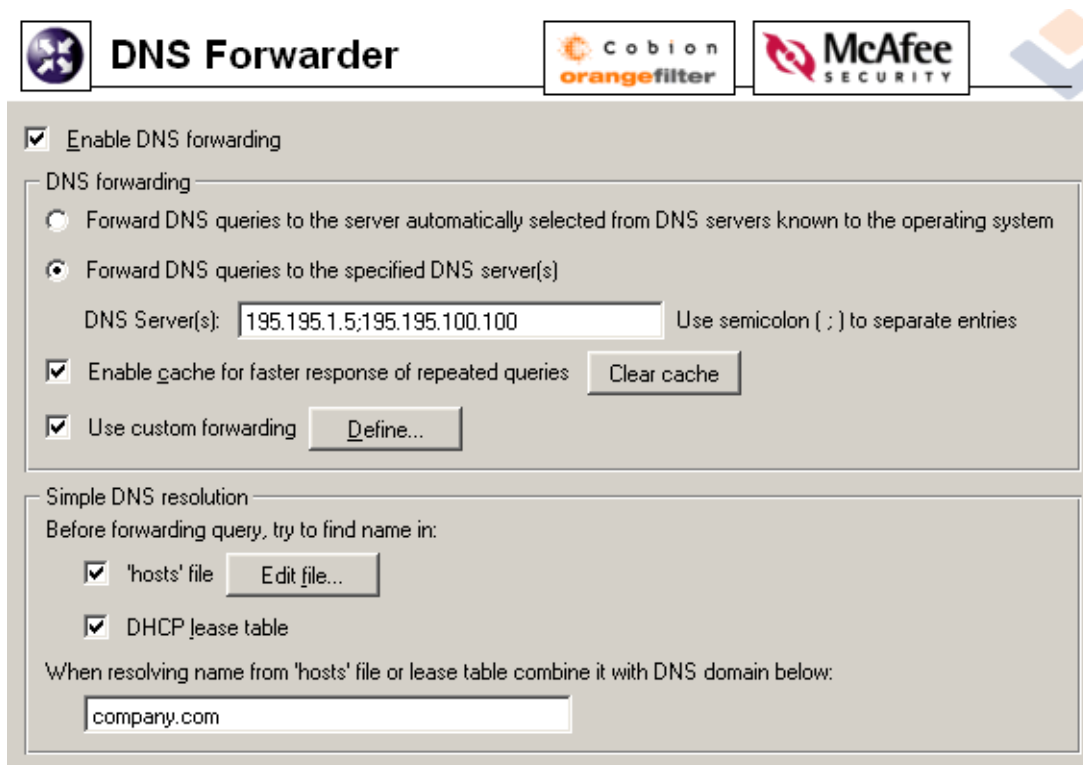 DNS Forwarder
Cobion
orangefilter
McAfee
SECURITY
Enable DNS forwarding
DNS forwarding
Forward DNS queries to the server automatically selected from DNS servers known to the operating system
Forward DNS queries to the specified DNS server(s)
DNS Server(s): 195.195.1.5;195.195.100.100 Use semicolon ( ; ) to separate entries
Enable cache for faster response of repeated queries Clear cache
Use custom forwarding Define...
Simple DNS resolution
Before forwarding query, try to find name in:
'hosts' file Edit file...
DHCP lease table
When resolving name from 'hosts' file or lease table combine it with DNS domain below:
company.com